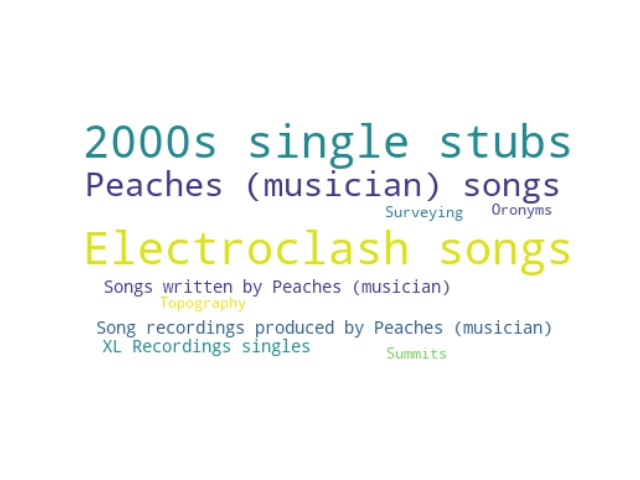 2000s single stubs
Peaches (musician) songs
Surveying
Oronyms
Electroclash songs
Songs written by Peaches (musician)
Topography
Song recordings produced by Peaches (musician)
XL Recordings singles
Summits